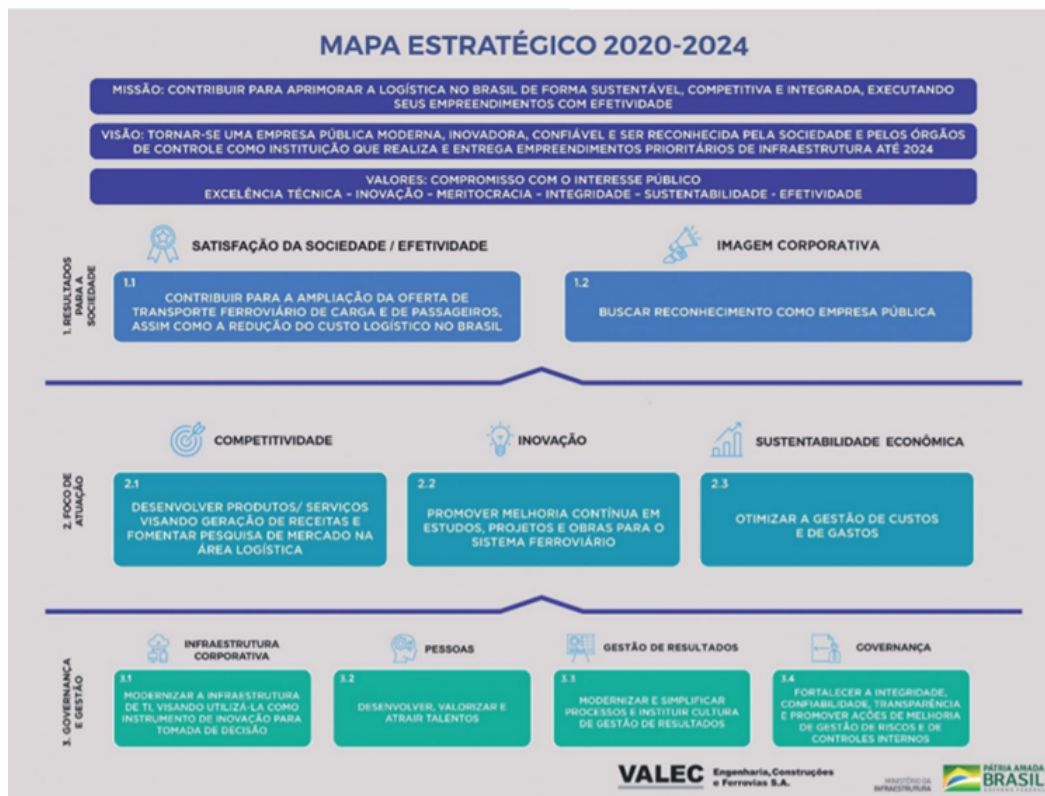 MAPA ESTRATÉGICO 2020-2024
MISSÃO: CONTRIBUIR PARA APRIMORAR A LOGÍSTICA NO BRASIL DE FORMA SUSTENTÁVEL, COMPETITIVA E INTEGRADA, EXECUTANDO
SEUS EMPREENDIMENTOS COM EFETIVIDADE
VISÃO: TORNAR-SE UMA EMPRESA PÚBLICA MODERNA, INOVADORA, CONFIÁVEL E SER RECONHECIDA PELA SOCIEDADE E PELOS ÓRGÃOS
DE CONTROLE COMO INSTITUIÇÃO QUE REALIZA E ENTREGA EMPREENDIMENTOS PRIORITÁRIOS DE INFRAESTRUTURA ATÉ 2024
VALORES: COMPROMISSO COM O INTERESSE PÚBLICO
EXCELÊNCIA TÉCNICA – INOVAÇÃO – MERITOCRACIA – INTEGRIDADE – SUSTENTABILIDADE - EFETIVIDADE
1. RESULTADOS
PARA A
SOCIEDADE
SATISFAÇÃO DA SOCIEDADE / EFETIVIDADE
1.1
CONTRIBUIR PARA A AMPLIAÇÃO DA OFERTA DE
TRANSPORTE FERROVIÁRIO DE CARGA E DE PASSAGEIROS,
ASSIM COMO A REDUÇÃO DO CUSTO LOGÍSTICO NO BRASIL
IMAGEM CORPORATIVA
1.2
BUSCAR RECONHECIMENTO COMO EMPRESA PÚBLICA
2. FOCO DE
ATUAÇÃO
COMPETITIVIDADE
2.1
DESENVOLVER PRODUTOS/ SERVIÇOS
VISANDO GERAÇÃO DE RECEITAS E
FOMENTAR PESQUISA DE MERCADO NA
ÁREA LOGÍSTICA
INOVAÇÃO
2.2
PROMOVER MELHORIA CONTÍNUA EM
ESTUDOS, PROJETOS E OBRAS PARA O
SISTEMA FERROVIÁRIO
SUSTENTABILIDADE ECONÔMICA
2.3
OTIMIZAR A GESTÃO DE CUSTOS
E DE GASTOS
3. GOVERNANÇA
E GESTÃO
INFRAESTRUTURA
CORPORATIVA
3.1
MODERNIZAR A INFRAESTRUTURA
DE TI, VISANDO UTILIZÁ-LA COMO
INSTRUMENTO DE INOVAÇÃO PARA
TOMADA DE DECISÃO
PESSOAS
3.2
DESENVOLVER, VALORIZAR E
ATRAIR TALENTOS
GESTÃO DE RESULTADOS
3.3
MODERNIZAR E SIMPLIFICAR
PROCESSOS E INSTITUIR CULTURA
DE GESTÃO DE RESULTADOS
GOVERNANÇA
3.4
FORTALECER A INTEGRIDADE,
CONFIABILIDADE, TRANSPARÊNCIA
E PROMOVER AÇÕES DE MELHORIA
DE GESTÃO DE RISCOS E DE
CONTROLES INTERNOS
VALEC Engenharia, Construções
e Ferrovias S.A.
MINISTÉRIO DA
INFRAESTRUTURA
PÁTRIA AMADA
BRASIL
GOVERNO FEDERAL